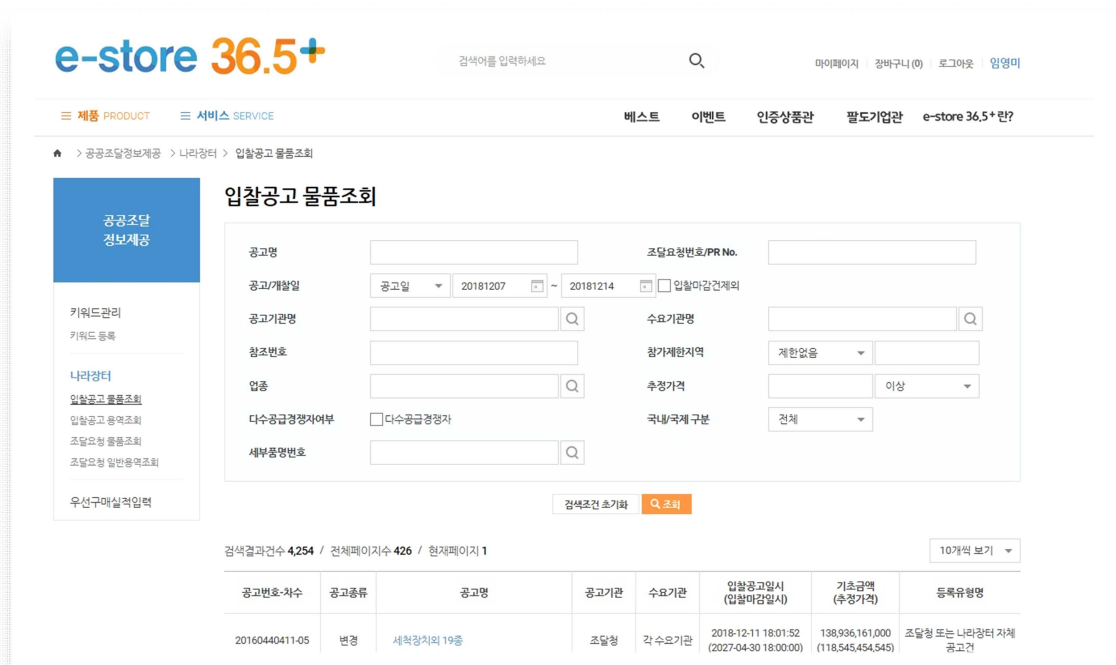 e-store 36.5+
검색어를 입력하세요
마이페이지 장바구니 (0) 로그아웃 임영미
제품 PRODUCT 서비스 SERVICE
베스트 이벤트 인증상품관 팔도기업관 e-store 36.5+란?
> 공공조달정보제공 > 나라장터 > 입찰공고 물품조회
공공조달
정보제공
키워드관리
키워드 등록
나라장터
입찰공고 물품조회
입찰공고 용역조회
조달요청 물품조회
조달요청 일반용역조회
우선구매실적입력
입찰공고 물품조회
공고명 조달요청번호/PR No.
공고/개찰일 공고일 20181207 ~ 20181214 입찰마감건제외
공고기관명 수요기관명
참조번호 참가제한지역 제한없음
업종 추정가격 이상
다수공급경쟁자여부 다수공급경쟁자 국내/국제 구분 전체
세부품명번호
검색조건 초기화 조회
검색결과건수 4,254 / 전체페이지수 426 / 현재페이지 1
10개씩 보기
공고번호-차수 공고종류 공고명 공고기관 수요기관 입찰공고일시 기초금액 등록유형명
(입찰마감일시) (추정가격)
20160440411-05 변경 세척장치외 19종 조달청 각 수요기관 2018-12-11 18:01:52 138,936,161,000 조달청 또는 나라장터 자체
(2027-04-30 18:00:00) (118,545,454,545) 공고건